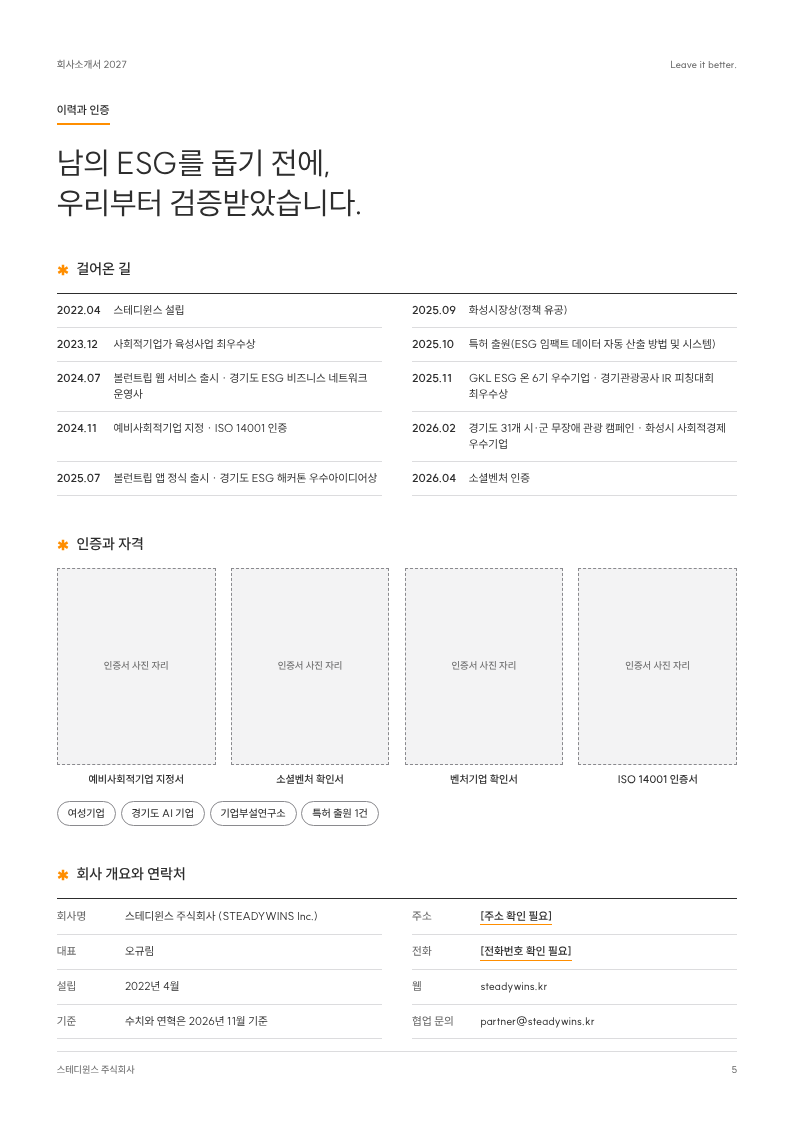 회사소개서 2027
Leave it better.
이력과 인증
남의 ESG를 돕기 전에,
우리부터 검증받았습니다.
✱ 걸어온 길
2022.04 스테디윈스 설립
2023.12 사회적기업가 육성사업 최우수상
2024.07 볼런트립 웹 서비스 출시 · 경기도 ESG 비즈니스 네트워크
운영사
2024.11 예비사회적기업 지정 · ISO 14001 인증
2025.07 볼런트립 앱 정식 출시 · 경기도 ESG 해커톤 우수아이디어상
2025.09 화성시장상(정책 유공)
2025.10 특허 출원(ESG 임팩트 데이터 자동 산출 방법 및 시스템)
2025.11 GKL ESG 온 6기 우수기업 · 경기관광공사 IR 피칭대회
최우수상
2026.02 경기도 31개 시·군 무장애 관광 캠페인 · 화성시 사회적경제
우수기업
2026.04 소셜벤처 인증
✱ 인증과 자격
인증서 사진 자리
인증서 사진 자리
인증서 사진 자리
인증서 사진 자리
예비사회적기업 지정서
소셜벤처 확인서
벤처기업 확인서
ISO 14001 인증서
여성기업
경기도 AI 기업
기업부설연구소
특허 출원 1건
✱ 회사 개요와 연락처
회사명 스테디윈스 주식회사 (STEADYWINS Inc.)
대표 오규림
설립 2022년 4월
기준 수치와 연혁은 2026년 11월 기준
주소 [주소 확인 필요]
전화 [전화번호 확인 필요]
웹 steadywins.kr
협업 문의 partner@steadywins.kr
스테디윈스 주식회사
5